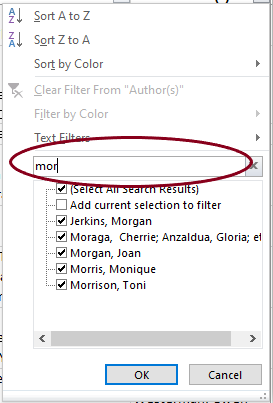 Sort A to Z
Sort Z to A
Sort by Color
Clear Filter From "Author(s)"
Filter by Color
Text Filters
mor
(Select All Search Results)
Add current selection to filter
Jerkins, Morgan
Moraga, Cherrie; Anzaldua, Gloria; et
Morgan, Joan
Morris, Monique
Morrison, Toni
OK
Cancel